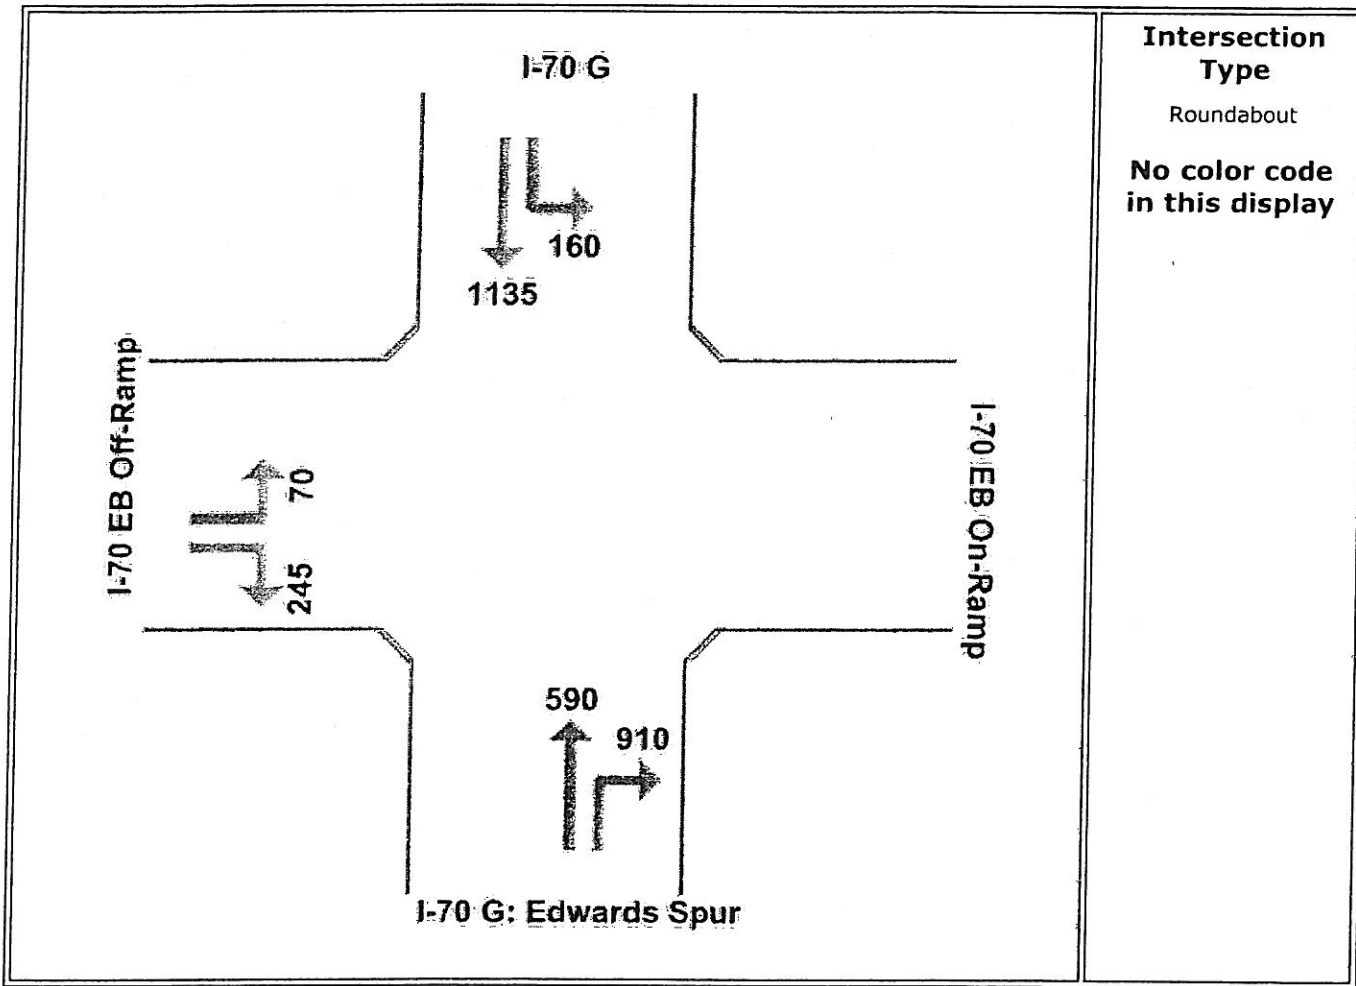 I-70 G
160
1135
I-70 EB Off-Ramp
70
245
I-70 EB On-Ramp
590
910
I-70 G: Edwards Spur
Intersection
Type
Roundabout
No color code
in this display